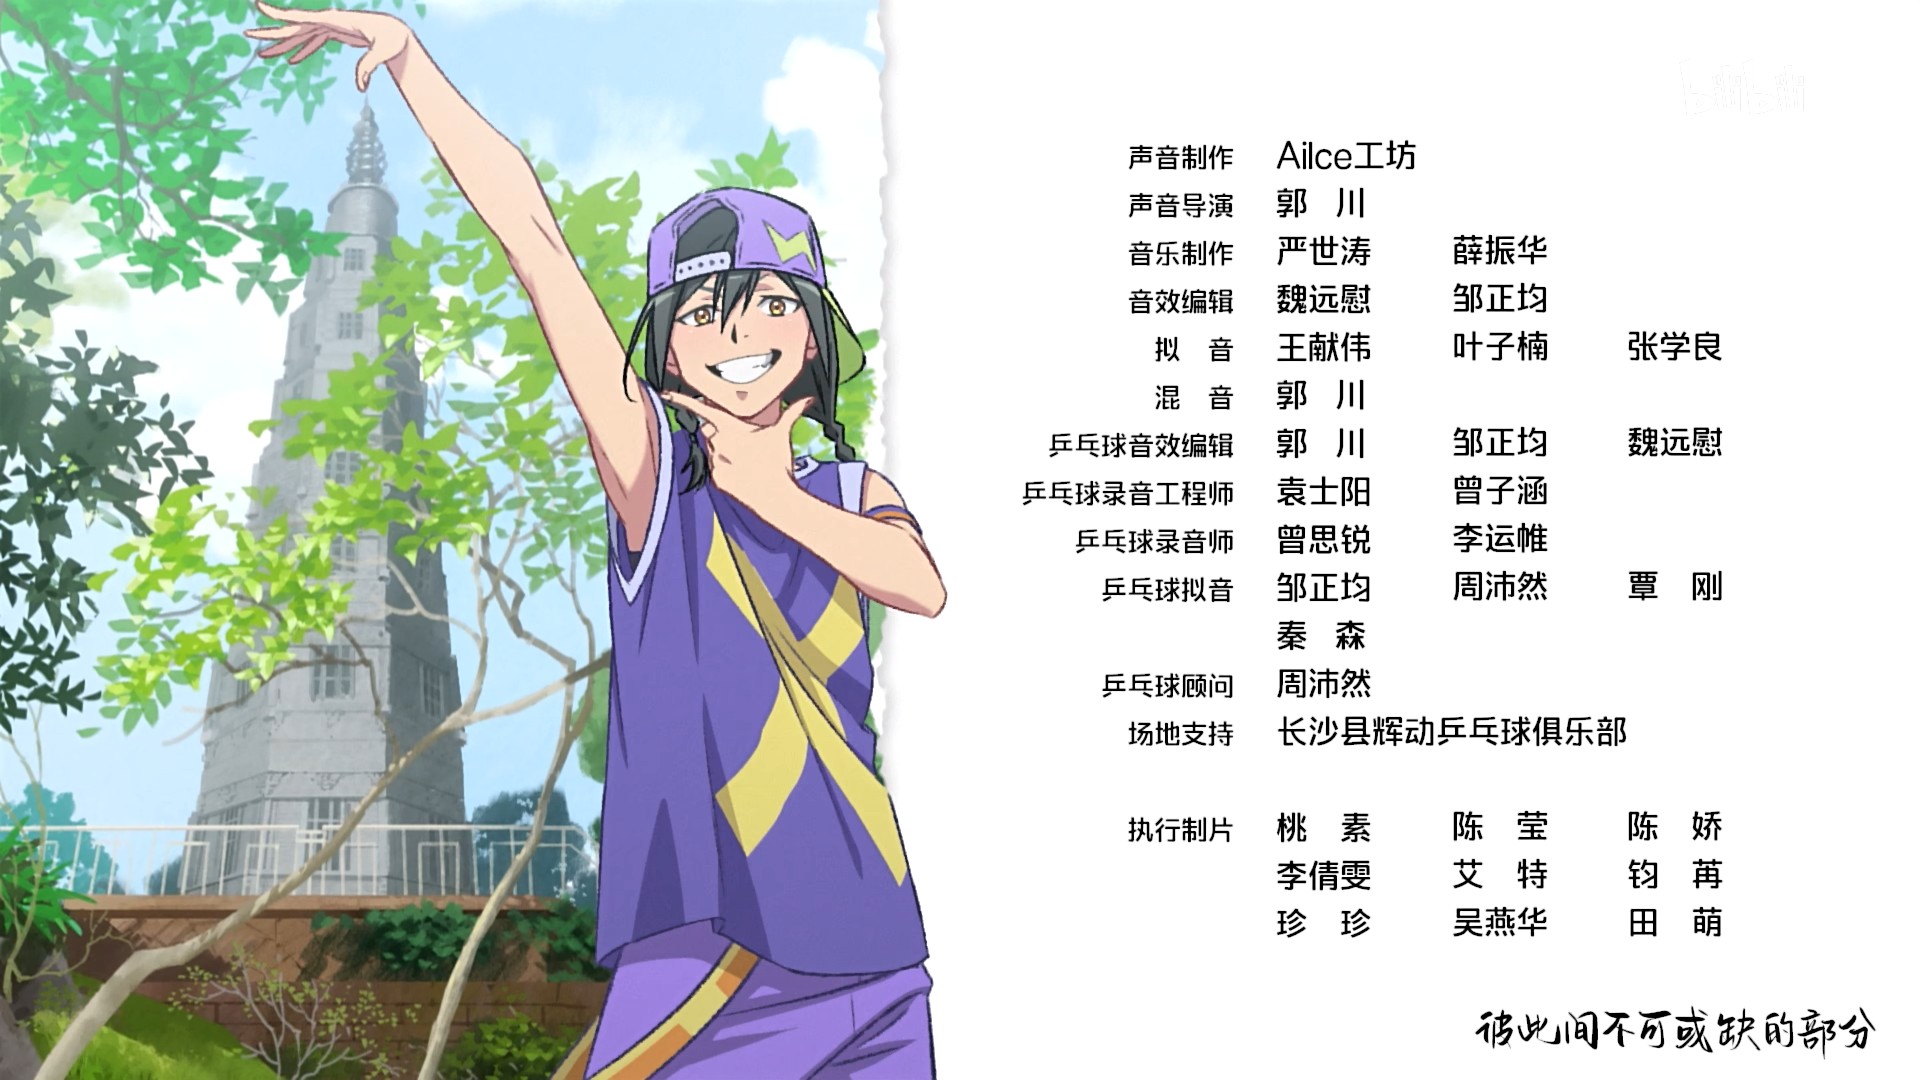 bilibili
声音制作 Ailce工坊
声音导演 郭 川
音乐制作 严世涛 薛振华
音效编辑 魏远慰 邹正均
拟 音 王献伟 叶子楠 张学良
混 音 郭 川
乒乓球音效编辑 郭 川 邹正均 魏远慰
乒乓球录音工程师 袁士阳 曾子涵
乒乓球录音师 曾思锐 李运帷
乒乓球拟音 邹正均 周沛然 覃 刚
秦 森
乒乓球顾问 周沛然
场地支持 长沙县辉动乒乓球俱乐部
执行制片 桃 素 陈 莹 陈 娇
李倩雯 艾 特 钧 苒
珍 珍 吴燕华 田 萌
彼此间不可或缺的部分